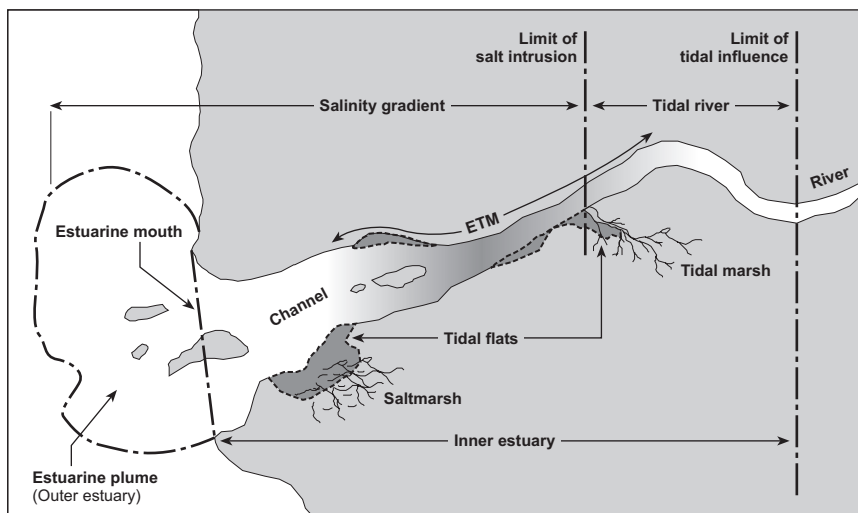 Limit of
salt intrusion
Limit of
tidal influence
Salinity gradient
Tidal river
River
ETM
Estuarine mouth
Tidal marsh
Channel
Tidal flats
Saltmarsh
Inner estuary
Estuarine plume
(Outer estuary)